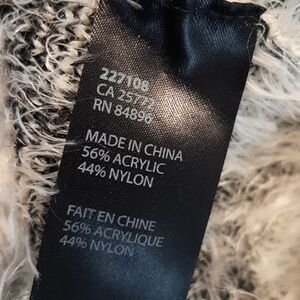 227108
CA 25772
RN 84896
MADE IN CHINA
56% ACRYLIC
44% NYLON
FAIT EN CHINE
56% ACRYLIQUE
44% NYLON